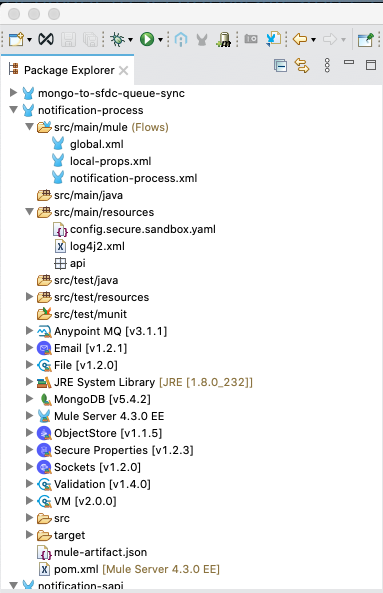 Package Explorer
mongo-to-sfdc-queue-sync
notification-process
src/main/mule (Flows)
global.xml
local-props.xml
notification-process.xml
src/main/java
src/main/resources
config.secure.sandbox.yaml
log4j2.xml
api
src/test/java
src/test/resources
src/test/munit
Anypoint MQ [v3.1.1]
Email [v1.2.1]
File [v1.2.0]
JRE System Library [JRE [1.8.0_232]]
MongoDB [v5.4.2]
Mule Server 4.3.0 EE
ObjectStore [v1.1.5]
Secure Properties [v1.2.3]
Sockets [v1.2.0]
Validation [v1.4.0]
VM [v2.0.0]
src
target
mule-artifact.json
pom.xml [Mule Server 4.3.0 EE]
notification-sapi